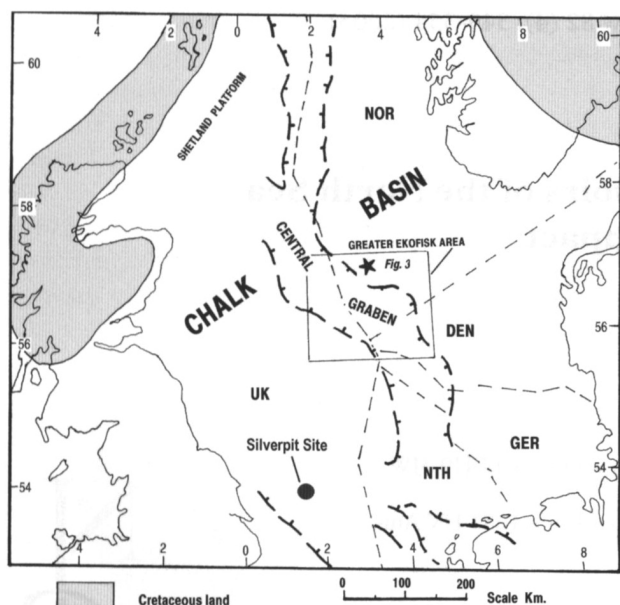 4 2 0 2 4 6 8 60
60
SHETLAND PLATFORM
NOR
58
58
BASIN
CENTRAL
GREATER EKOFISK AREA
Fig. 3
CHALK
GRABEN
DEN
56
56
UK
GER
Silverpit Site
NTH
54
54
4 2 0 2 4 6 8
Cretaceous land
0 100 200
Scale Km.